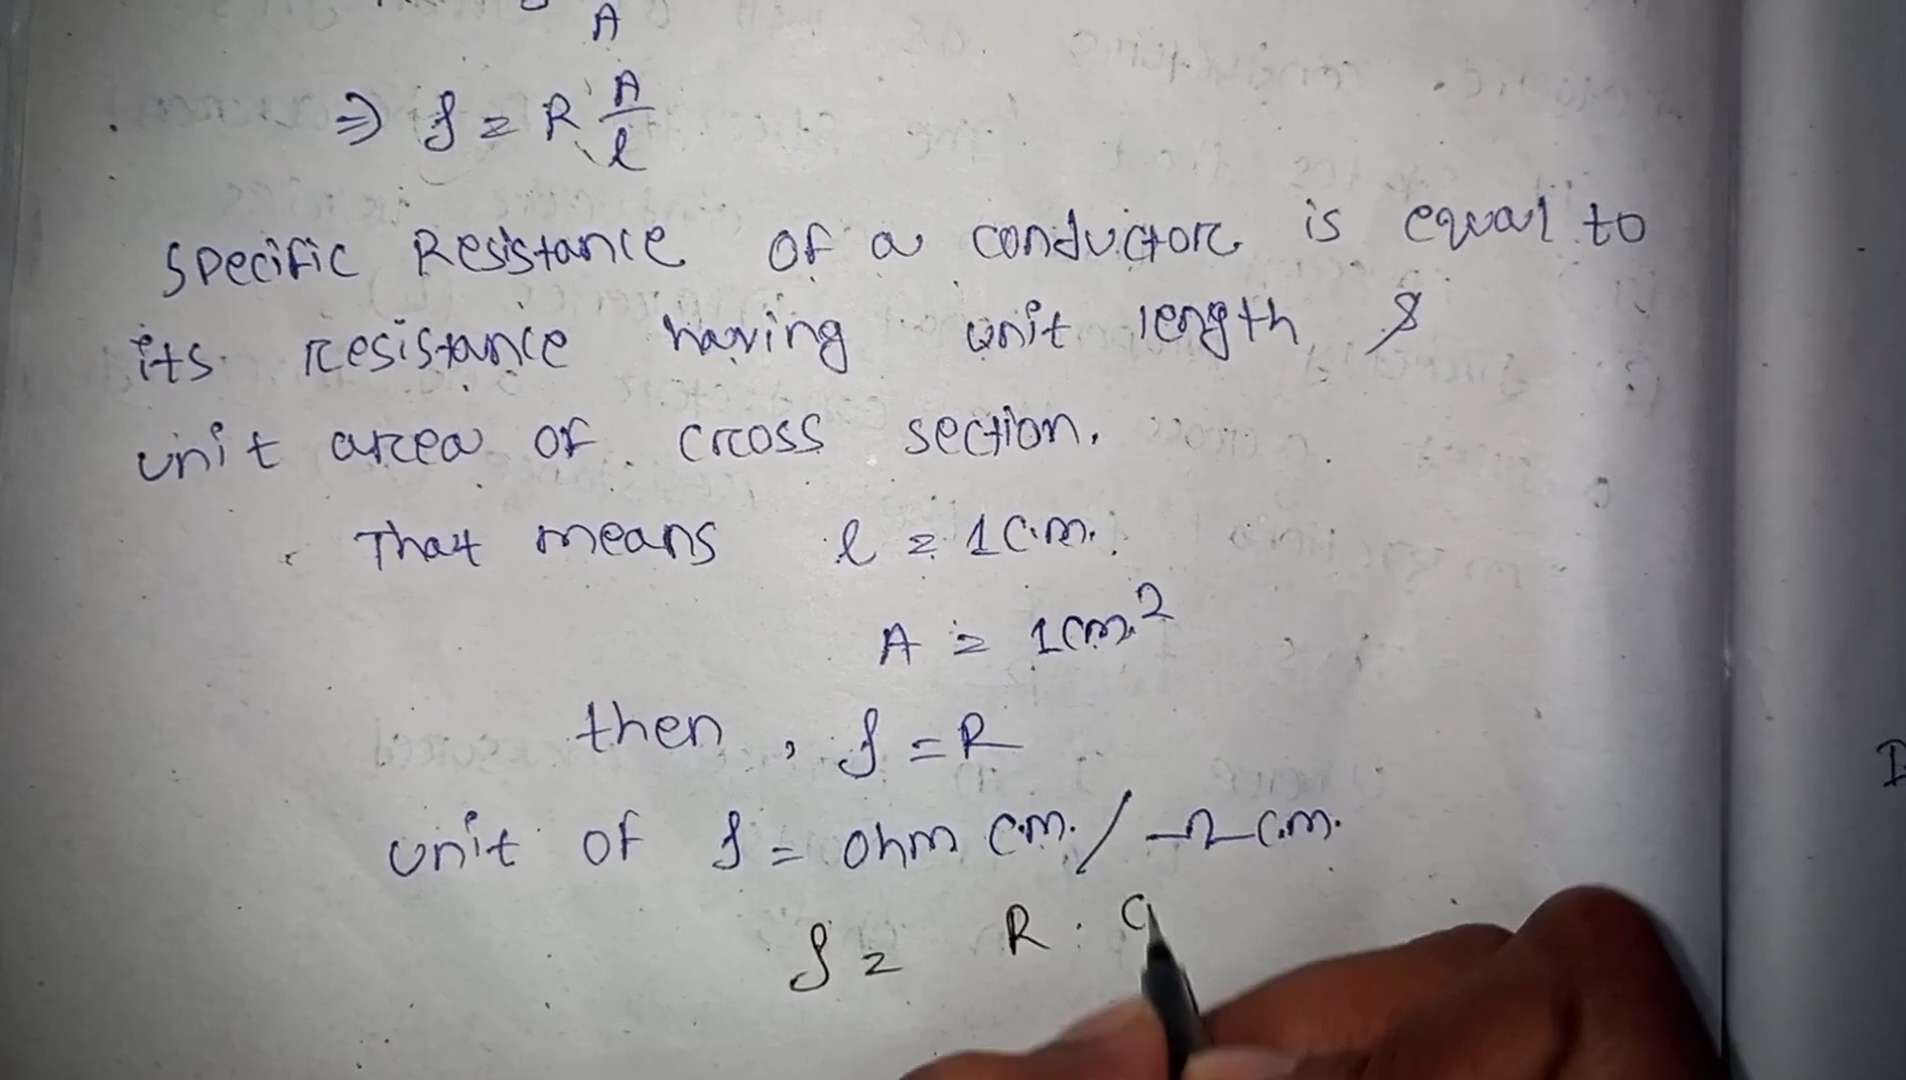 A
⇒ ρ = R A/l
Specific Resistance of a conductor is equal to
its resistance having unit length &
unit area of cross section.
That means l = 1 c.m.
A = 1 cm.²
then, ρ = R
unit of ρ = ohm c.m. / Ω c.m.
ρ = R . C